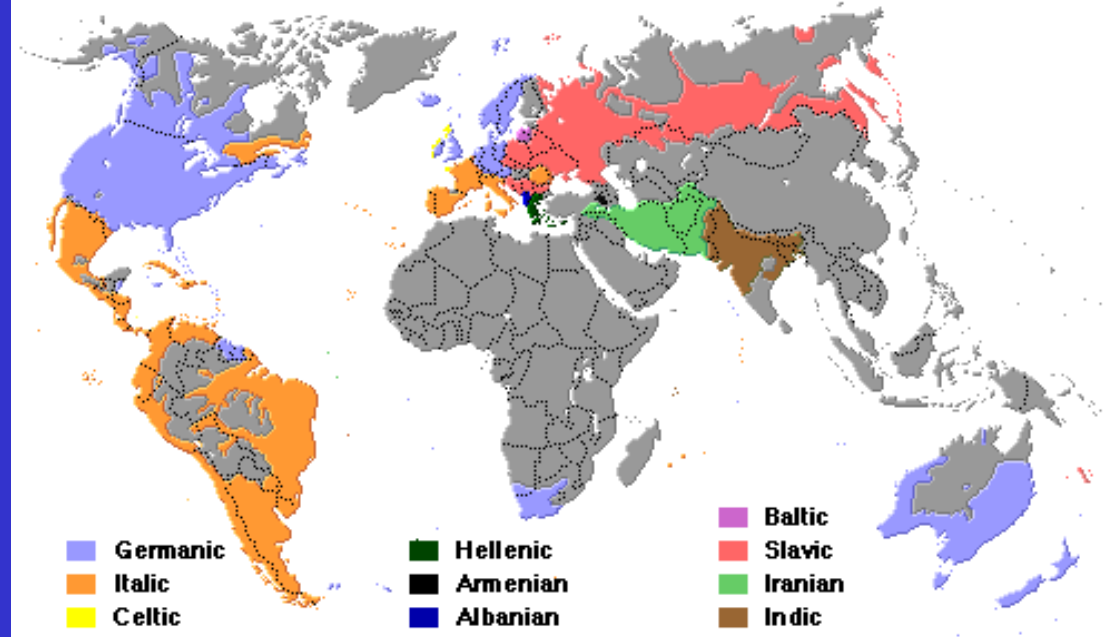 Germanic
Italic
Celtic
Hellenic
Armenian
Albanian
Baltic
Slavic
Iranian
Indic